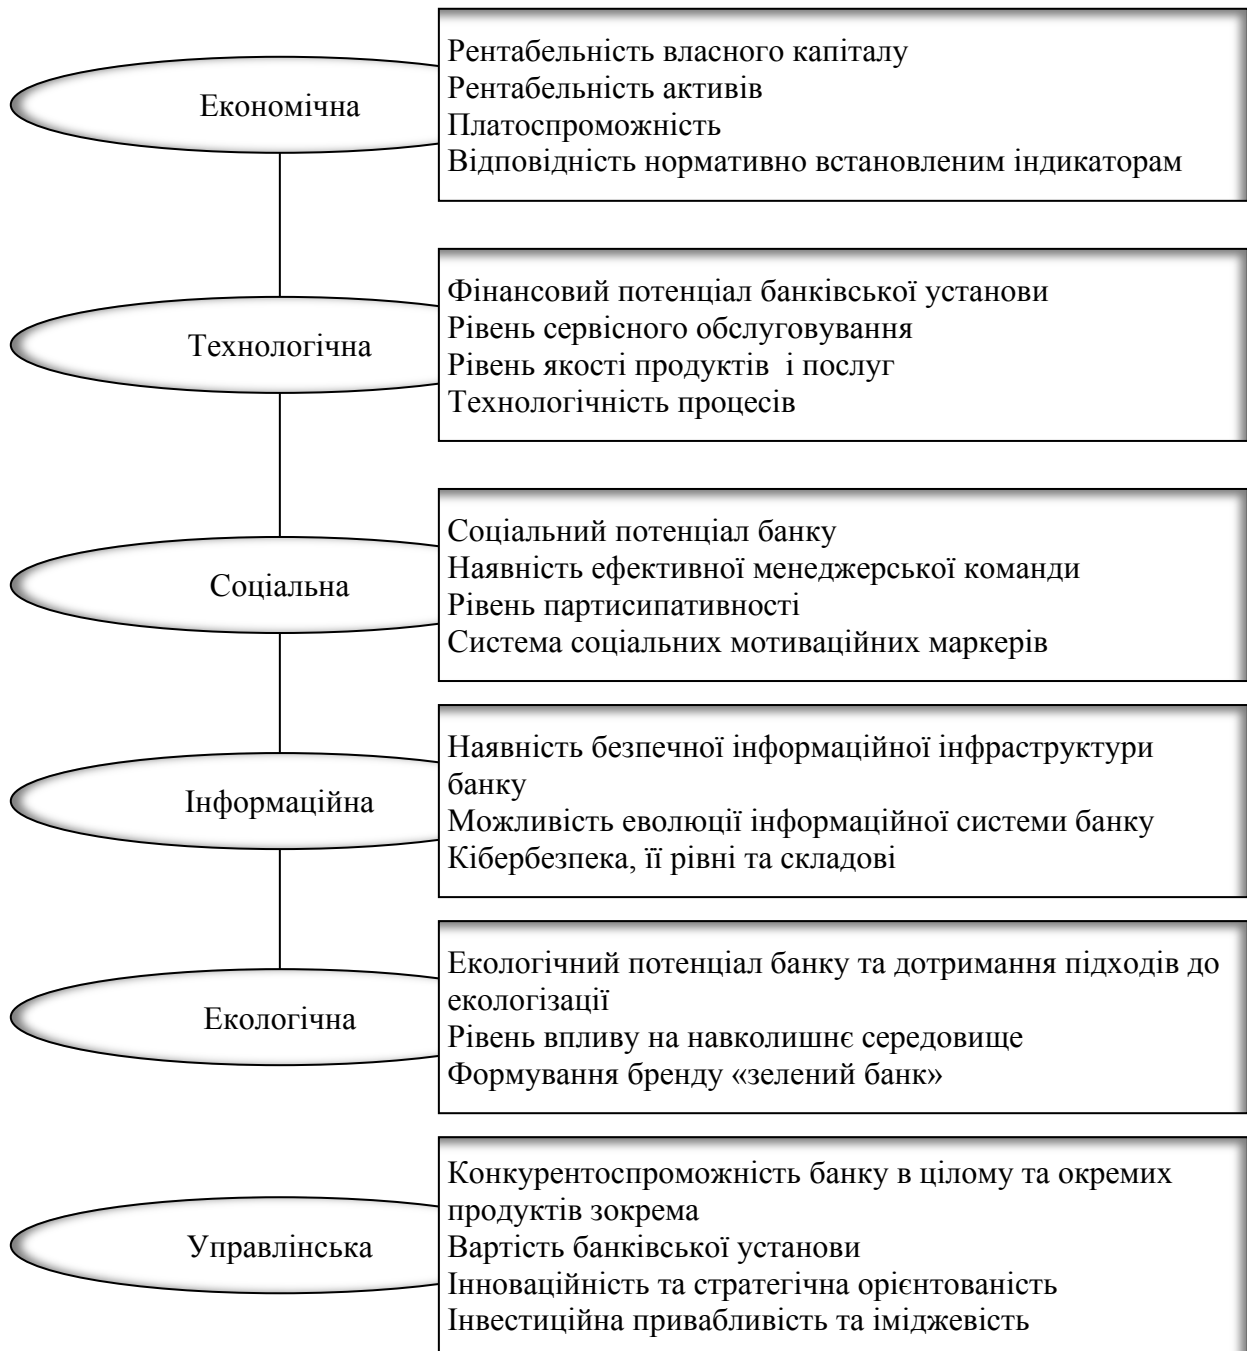 Економічна
Рентабельність власного капіталу
Рентабельність активів
Платоспроможність
Відповідність нормативно встановленим індикаторам
Технологічна
Фінансовий потенціал банківської установи
Рівень сервісного обслуговування
Рівень якості продуктів  і послуг
Технологічність процесів
Соціальна
Соціальний потенціал банку
Наявність ефективної менеджерської команди
Рівень партисипативності
Система соціальних мотиваційних маркерів
Інформаційна
Наявність безпечної інформаційної інфраструктури
банку
Можливість еволюції інформаційної системи банку
Кібербезпека, її рівні та складові
Екологічна
Екологічний потенціал банку та дотримання підходів до
екологізації
Рівень впливу на навколишнє середовище
Формування бренду «зелений банк»
Управлінська
Конкурентоспроможність банку в цілому та окремих
продуктів зокрема
Вартість банківської установи
Інноваційність та стратегічна орієнтованість
Інвестиційна привабливість та іміджевість